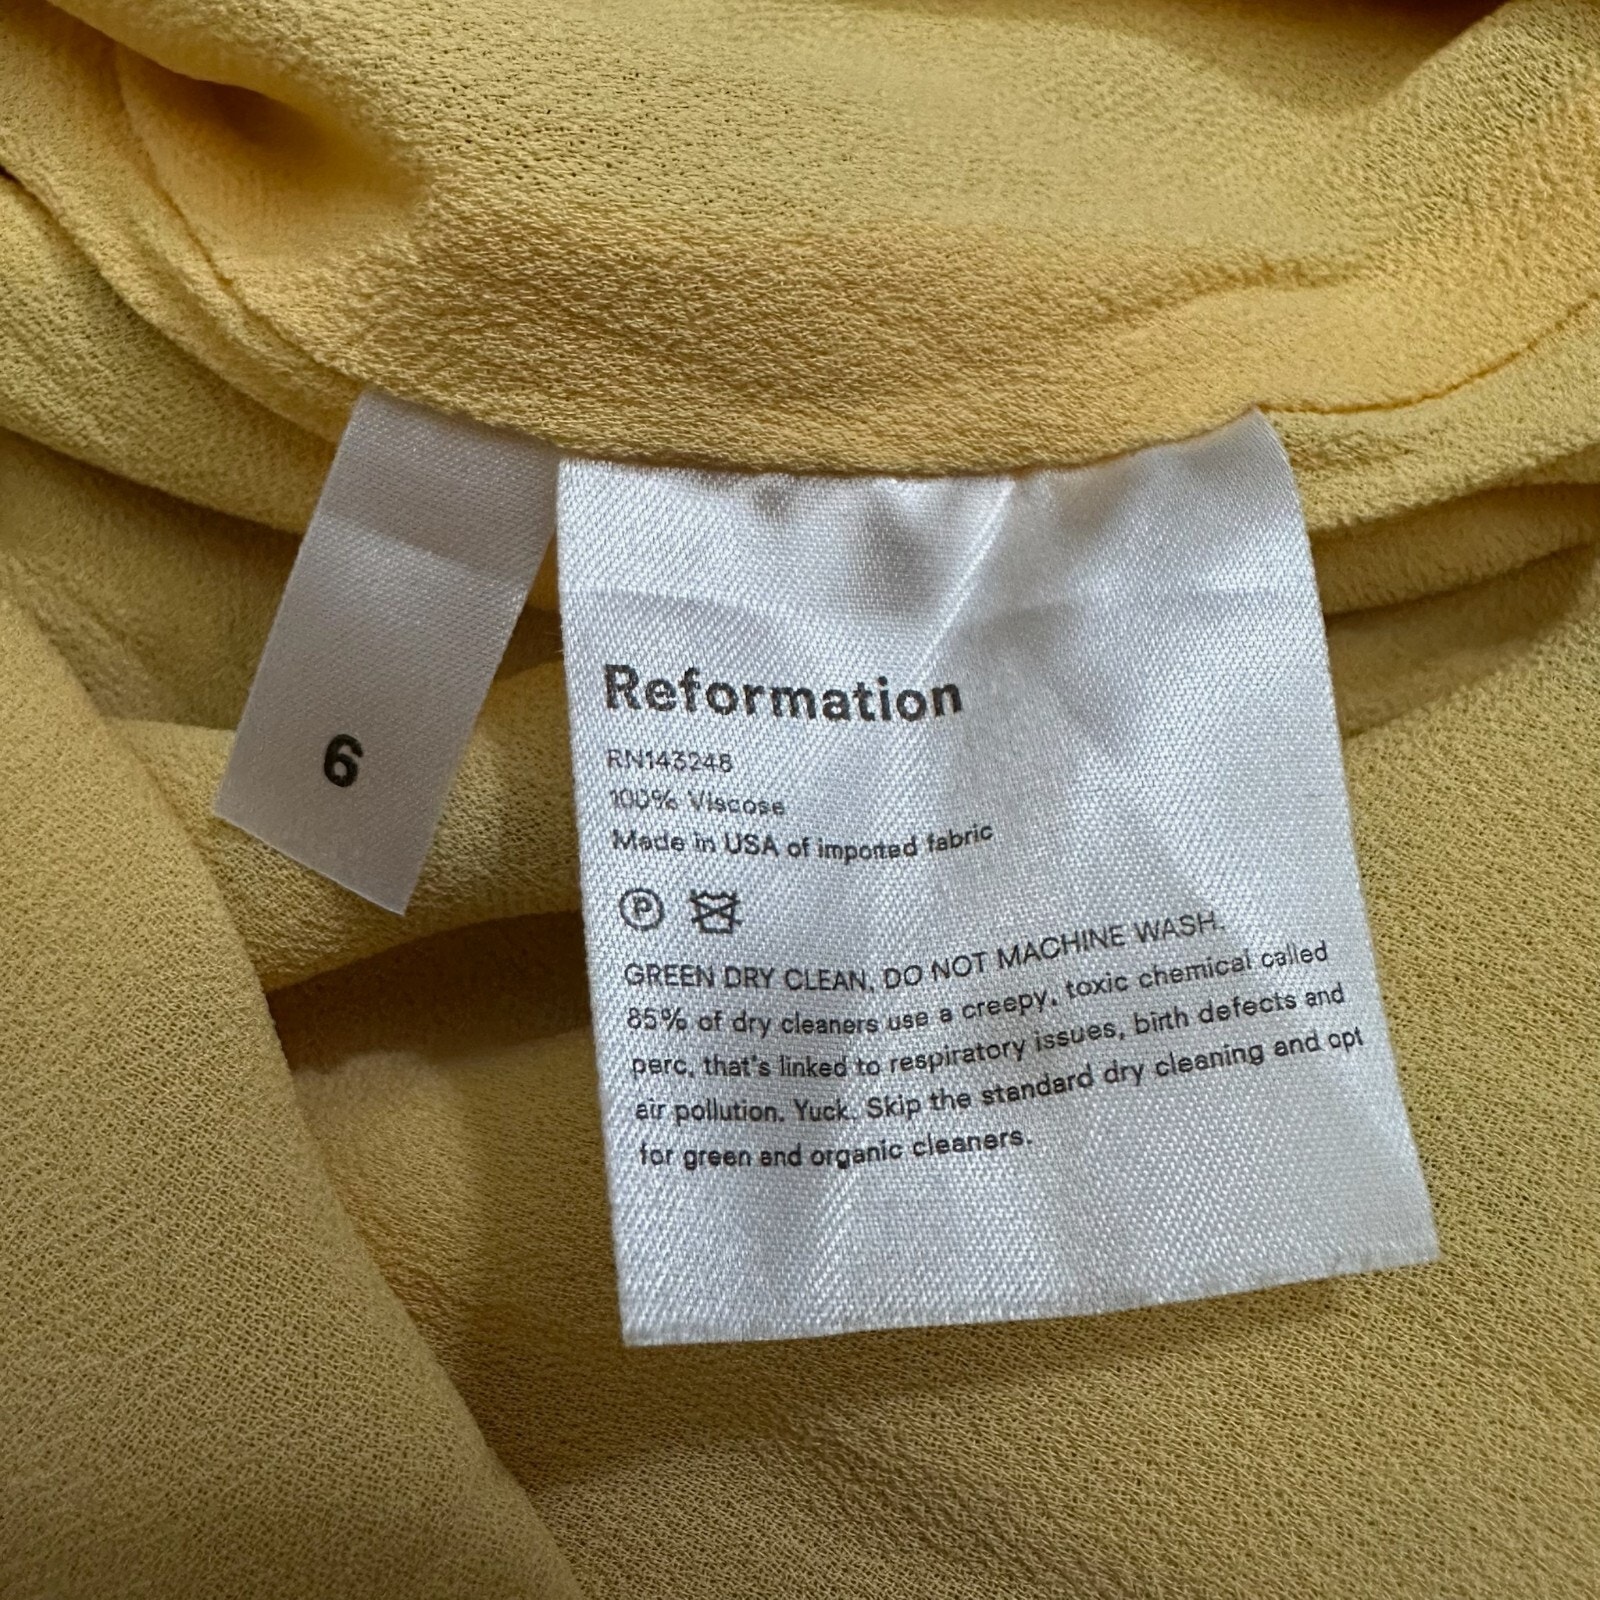 6
Reformation
RN143248
100% Viscose
Made in USA of imported fabric
P
GREEN DRY CLEAN. DO NOT MACHINE WASH.
85% of dry cleaners use a creepy, toxic chemical called
perc, that's linked to respiratory issues, birth defects and
air pollution. Yuck. Skip the standard dry cleaning and opt
for green and organic cleaners.